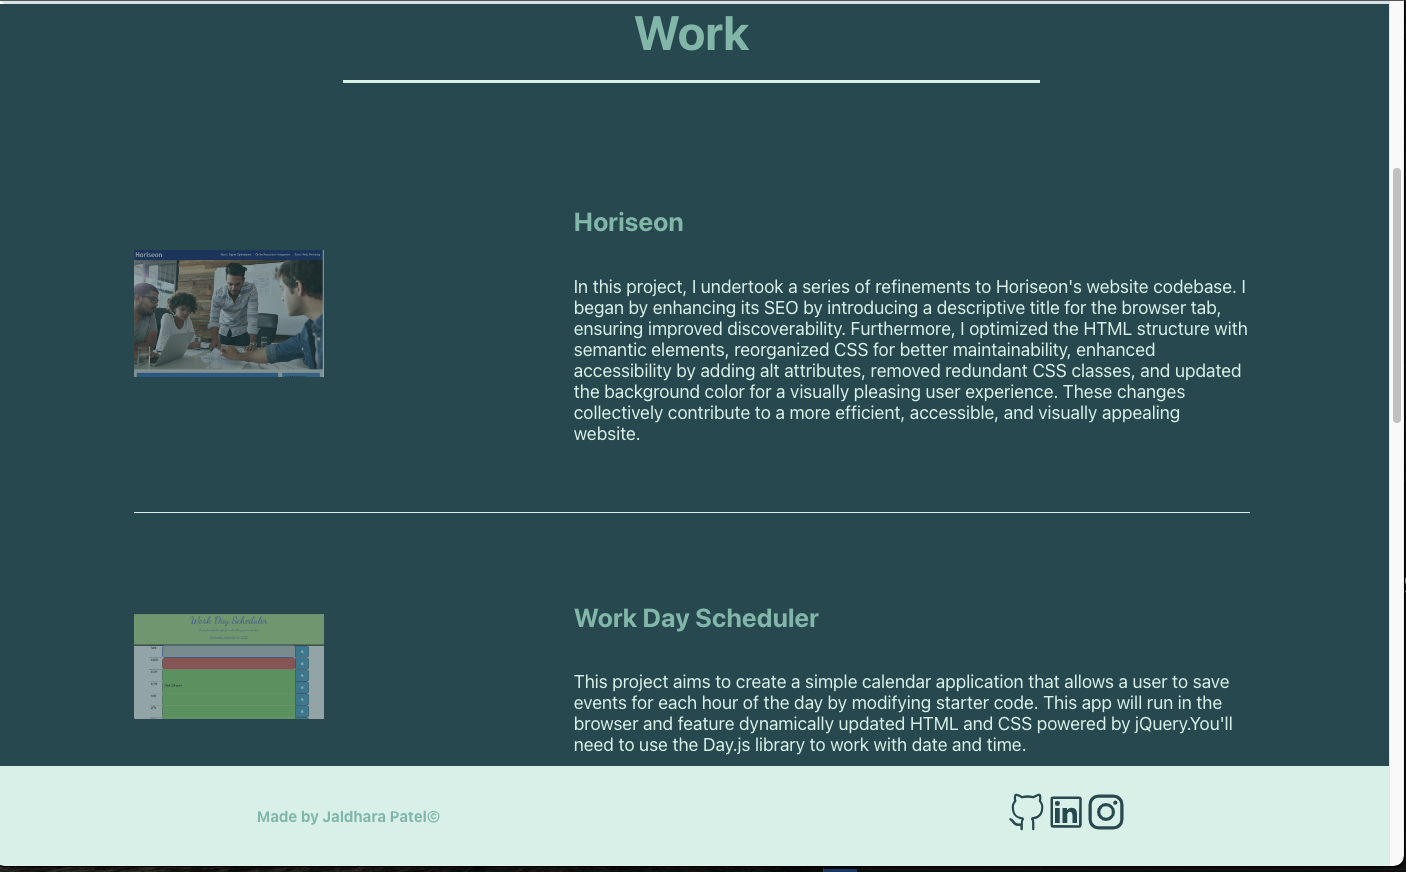 Work
Horiseon
Horiseon
In this project, I undertook a series of refinements to Horiseon's website codebase. I
began by enhancing its SEO by introducing a descriptive title for the browser tab,
ensuring improved discoverability. Furthermore, I optimized the HTML structure with
semantic elements, reorganized CSS for better maintainability, enhanced
accessibility by adding alt attributes, removed redundant CSS classes, and updated
the background color for a visually pleasing user experience. These changes
collectively contribute to a more efficient, accessible, and visually appealing
website.
Work Day Scheduler
Work Day Scheduler
This project aims to create a simple calendar application that allows a user to save
events for each hour of the day by modifying starter code. This app will run in the
browser and feature dynamically updated HTML and CSS powered by jQuery.You'll
need to use the Day.js library to work with date and time.
Made by Jaldhara Patel©
in